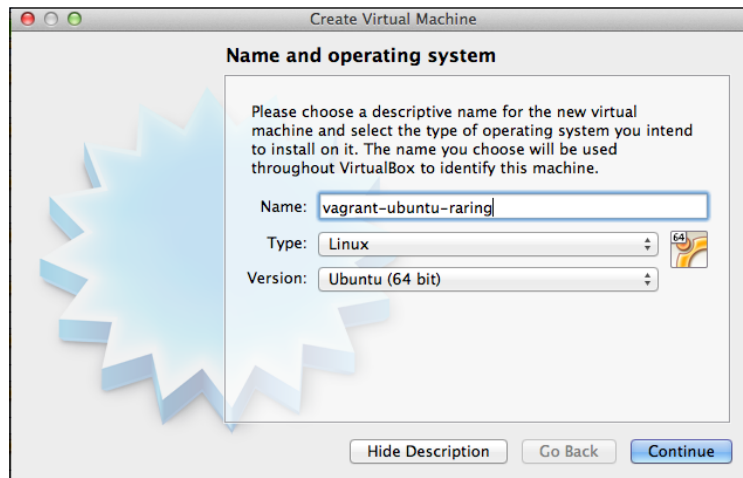 Create Virtual Machine
Name and operating system
Please choose a descriptive name for the new virtual
machine and select the type of operating system you intend
to install on it. The name you choose will be used
throughout VirtualBox to identify this machine.
Name: vagrant-ubuntu-raring
Type: Linux
64
Version: Ubuntu (64 bit)
Hide Description Go Back Continue